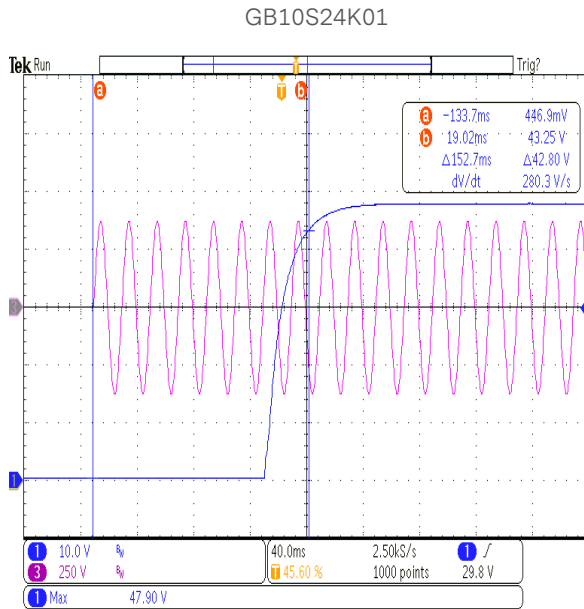 GB10S24K01
Tek Run Trig?
a T b
a -133.7ms 446.9mV
b 19.02ms 43.25 V
Δ152.7ms Δ42.80 V
dV/dt 280.3 V/s
3
1
1 10.0 V BW 40.0ms 2.50kS/s 1
3 250 V BW T 45.60 % 1000 points 29.8 V
1 Max 47.90 V